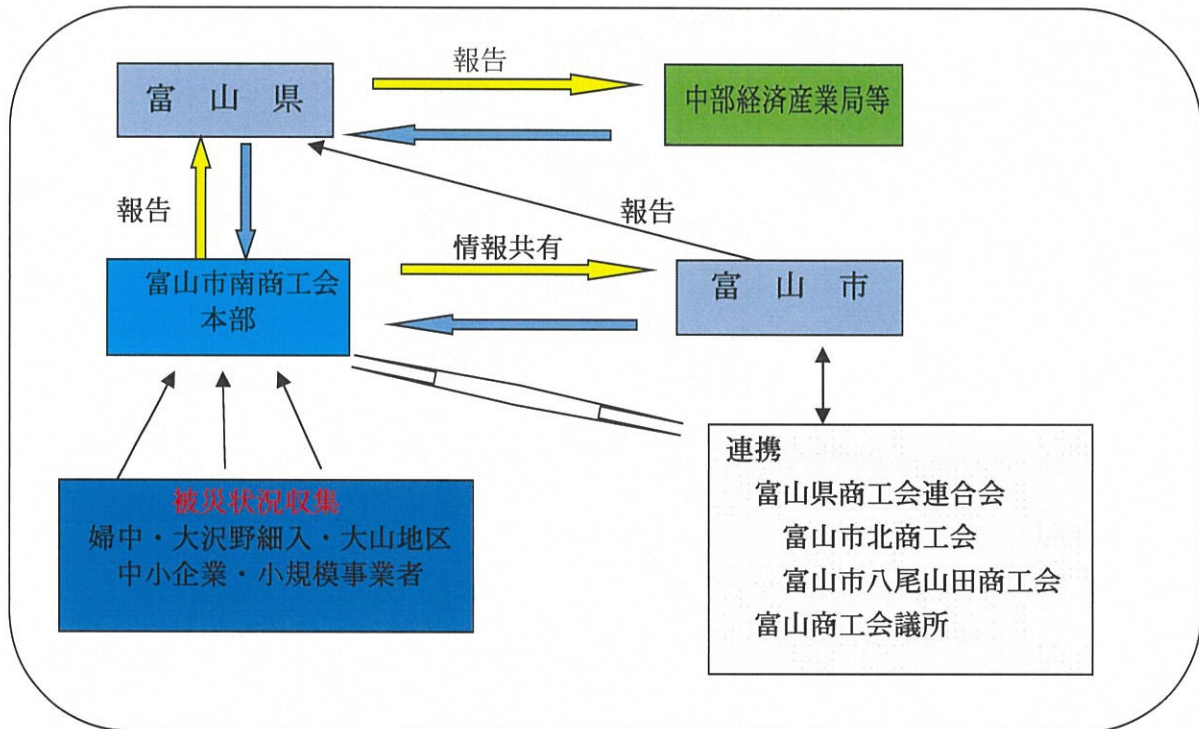 報告
富山県
中部経済産業局等
報告
報告
情報共有
富山市南商工会
本部
富山市
被災状況収集
婦中・大沢野細入・大山地区
中小企業・小規模事業者
連携
富山県商工会連合会
富山市北商工会
富山市八尾山田商工会
富山商工会議所